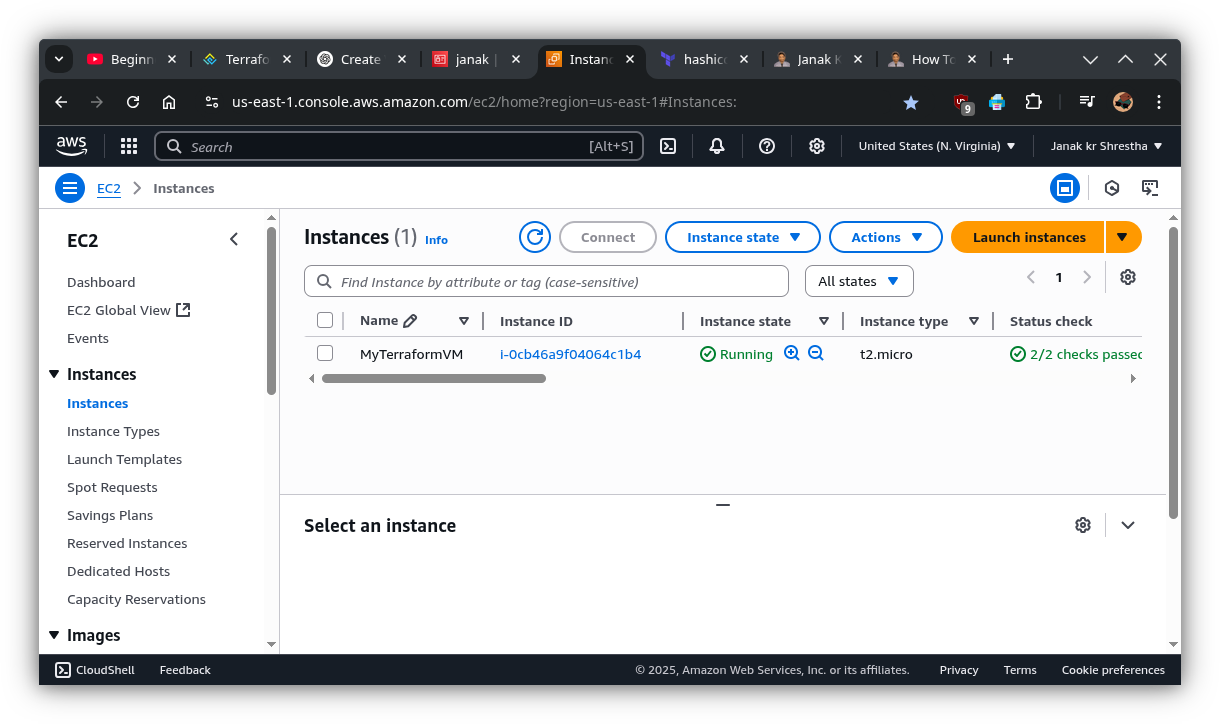 Beginn
Terrafo
Create
janak |
Instanc
hashico
Janak K
How To
us-east-1.console.aws.amazon.com/ec2/home?region=us-east-1#Instances:
9
aws
Search
[Alt+S]
United States (N. Virginia)
Janak kr Shrestha
EC2
Instances
EC2
Dashboard
EC2 Global View
Events
Instances
Instances
Instance Types
Launch Templates
Spot Requests
Savings Plans
Reserved Instances
Dedicated Hosts
Capacity Reservations
Images
Instances (1) Info
Connect
Instance state
Actions
Launch instances
Find Instance by attribute or tag (case-sensitive)
All states
1
Name
Instance ID
Instance state
Instance type
Status check
MyTerraformVM
i-0cb46a9f04064c1b4
Running
t2.micro
2/2 checks passed
Select an instance
CloudShell
Feedback
© 2025, Amazon Web Services, Inc. or its affiliates.
Privacy
Terms
Cookie preferences